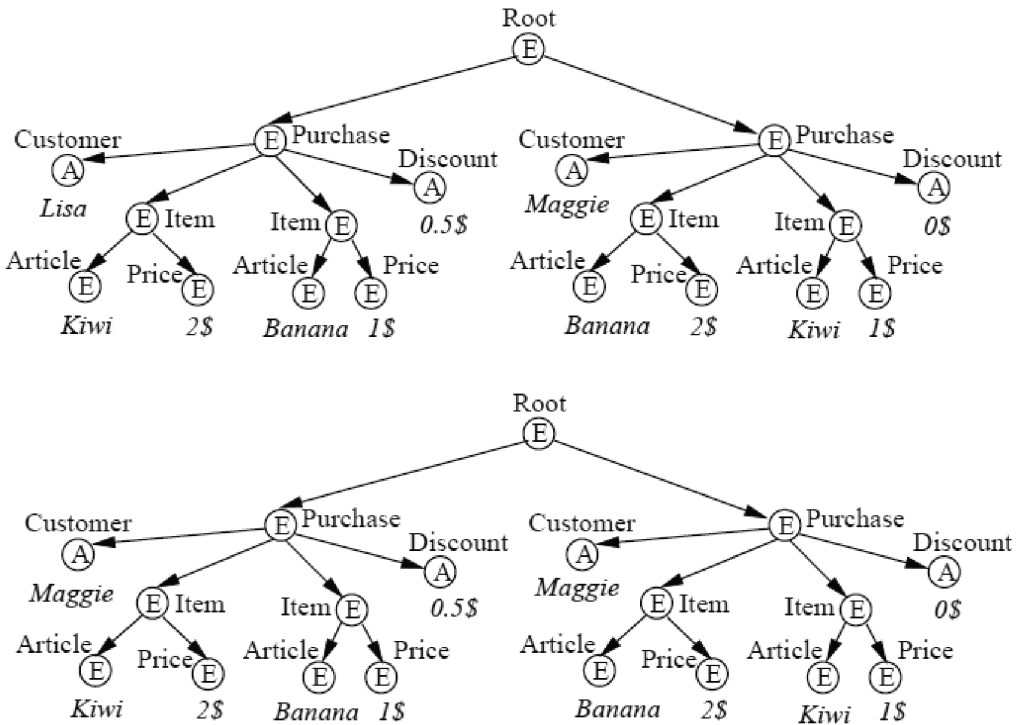 Root
E
Customer E Purchase Customer E Purchase
A Discount A Discount
Lisa A Maggie A
E Item Item E 0.5$ E Item Item E 0$
Article Price Article Price Article Price Article Price
E E E E E E E E
Kiwi 2$ Banana 1$ Banana 2$ Kiwi 1$
Root
E
Customer E Purchase Customer E Purchase
A Discount A Discount
Maggie A Maggie A
E Item Item E 0.5$ E Item Item E 0$
Article Price Article Price Article Price Article Price
E E E E E E E E
Kiwi 2$ Banana 1$ Banana 2$ Kiwi 1$